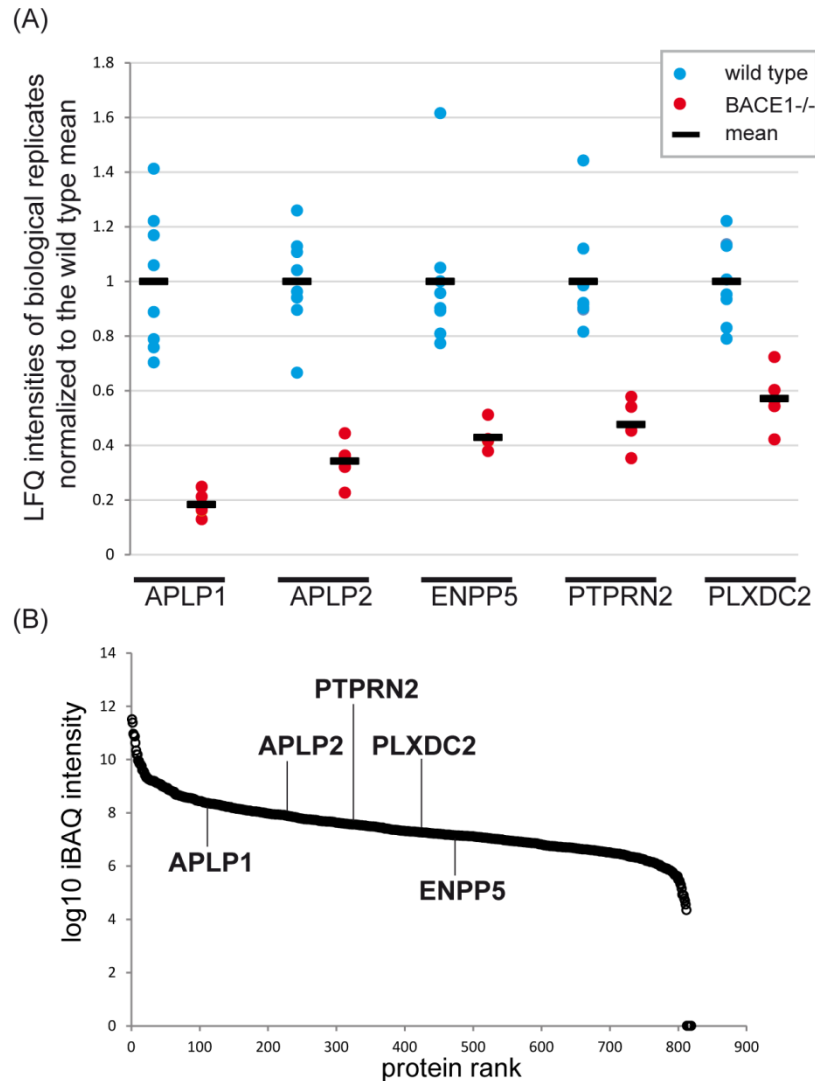 (A)
LFQ intensities of biological replicates
normalized to the wild type mean
1.8
1.6
1.4
1.2
1
0.8
0.6
0.4
0.2
0
wild type
BACE1-/-
mean
APLP1 APLP2 ENPP5 PTPRN2 PLXDC2
(B)
log10 iBAQ intensity
14
12
10
8
6
4
2
0
PTPRN2
APLP2 PLXDC2
APLP1
ENPP5
0 100 200 300 400 500 600 700 800 900
protein rank